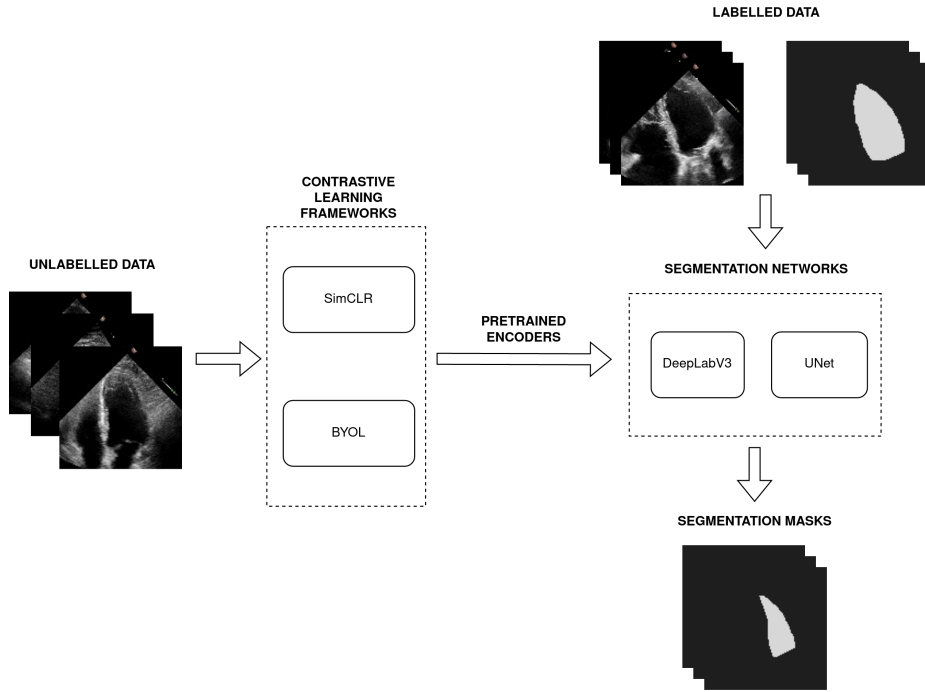 LABELLED DATA
CONTRASTIVE
LEARNING
FRAMEWORKS
UNLABELLED DATA
SimCLR
BYOL
PRETRAINED
ENCODERS
SEGMENTATION NETWORKS
DeepLabV3
UNet
SEGMENTATION MASKS